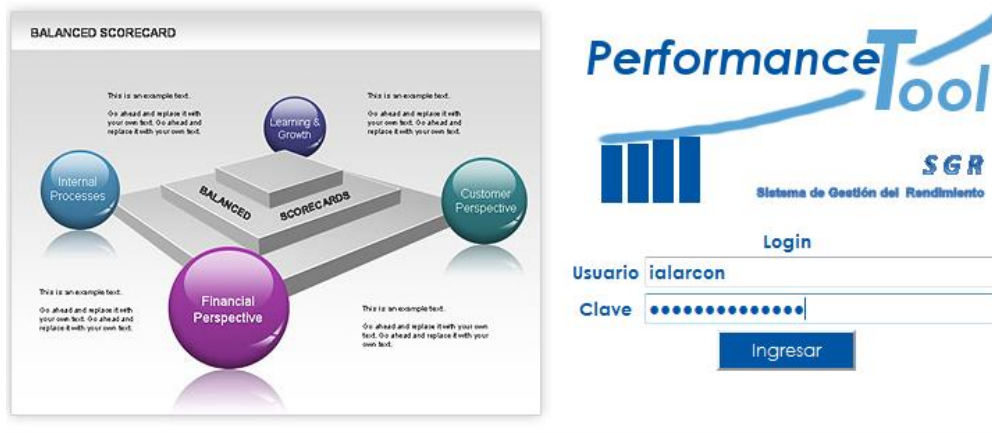 BALANCED SCORECARD
This is an example text.
Go ahead and replace it with
your own text. Go ahead and
replace it with your own text.
This is an example text.
Go ahead and replace it with
your own text. Go ahead and
replace it with your own text.
Learning &
Growth
Internal
Processes
Customer
Perspective
BALANCED
SCORECARDS
Financial
Perspective
This is an example text.
Go ahead and replace it with
your own text. Go ahead and
replace it with your own text.
This is an example text.
Go ahead and replace it with your own
text. Go ahead and replace it with your
own text.
Performance
Tool
SGR
Sistema de Gestión del Rendimiento
Login
Usuario ialarcon
Clave ••••••••••••••
Ingresar